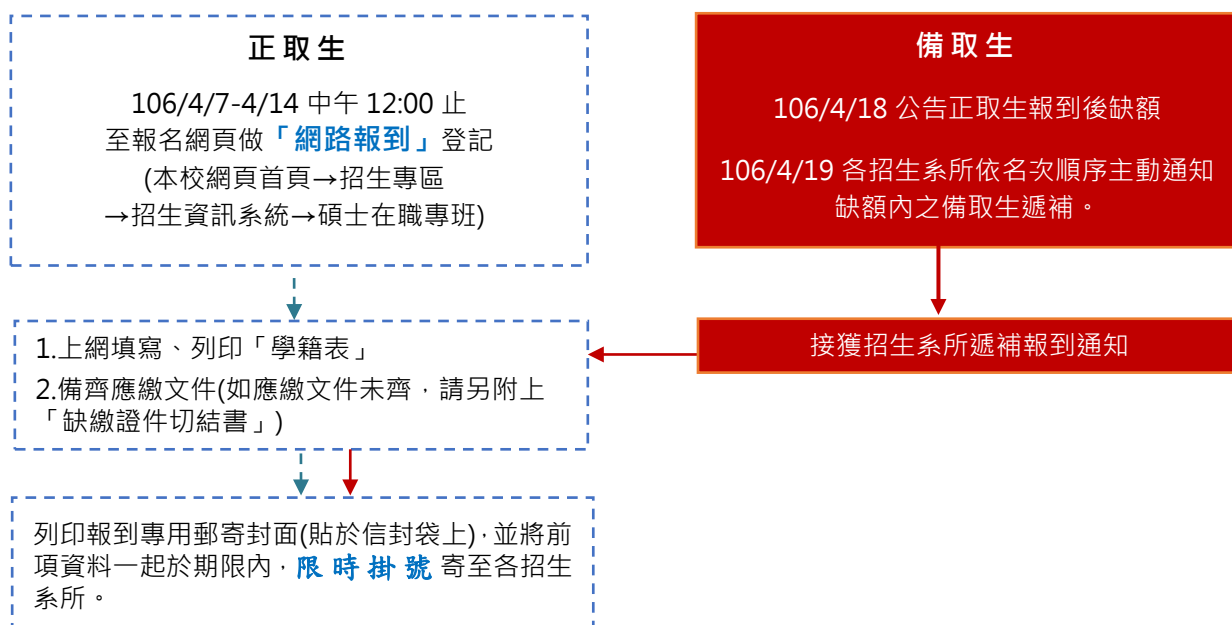 正取生
106/4/7-4/14 中午 12:00 止
至報名網頁做「網路報到」登記
(本校網頁首頁→招生專區
→招生資訊系統→碩士在職專班)
備取生
106/4/18 公告正取生報到後缺額
106/4/19 各招生系所依名次順序主動通知
缺額內之備取生遞補。
接獲招生系所遞補報到通知
1.上網填寫、列印「學籍表」
2.備齊應繳文件(如應繳文件未齊，請另附上
「缺繳證件切結書」)
列印報到專用郵寄封面(貼於信封袋上)，並將前
項資料一起於期限內，限時掛號寄至各招生
系所。